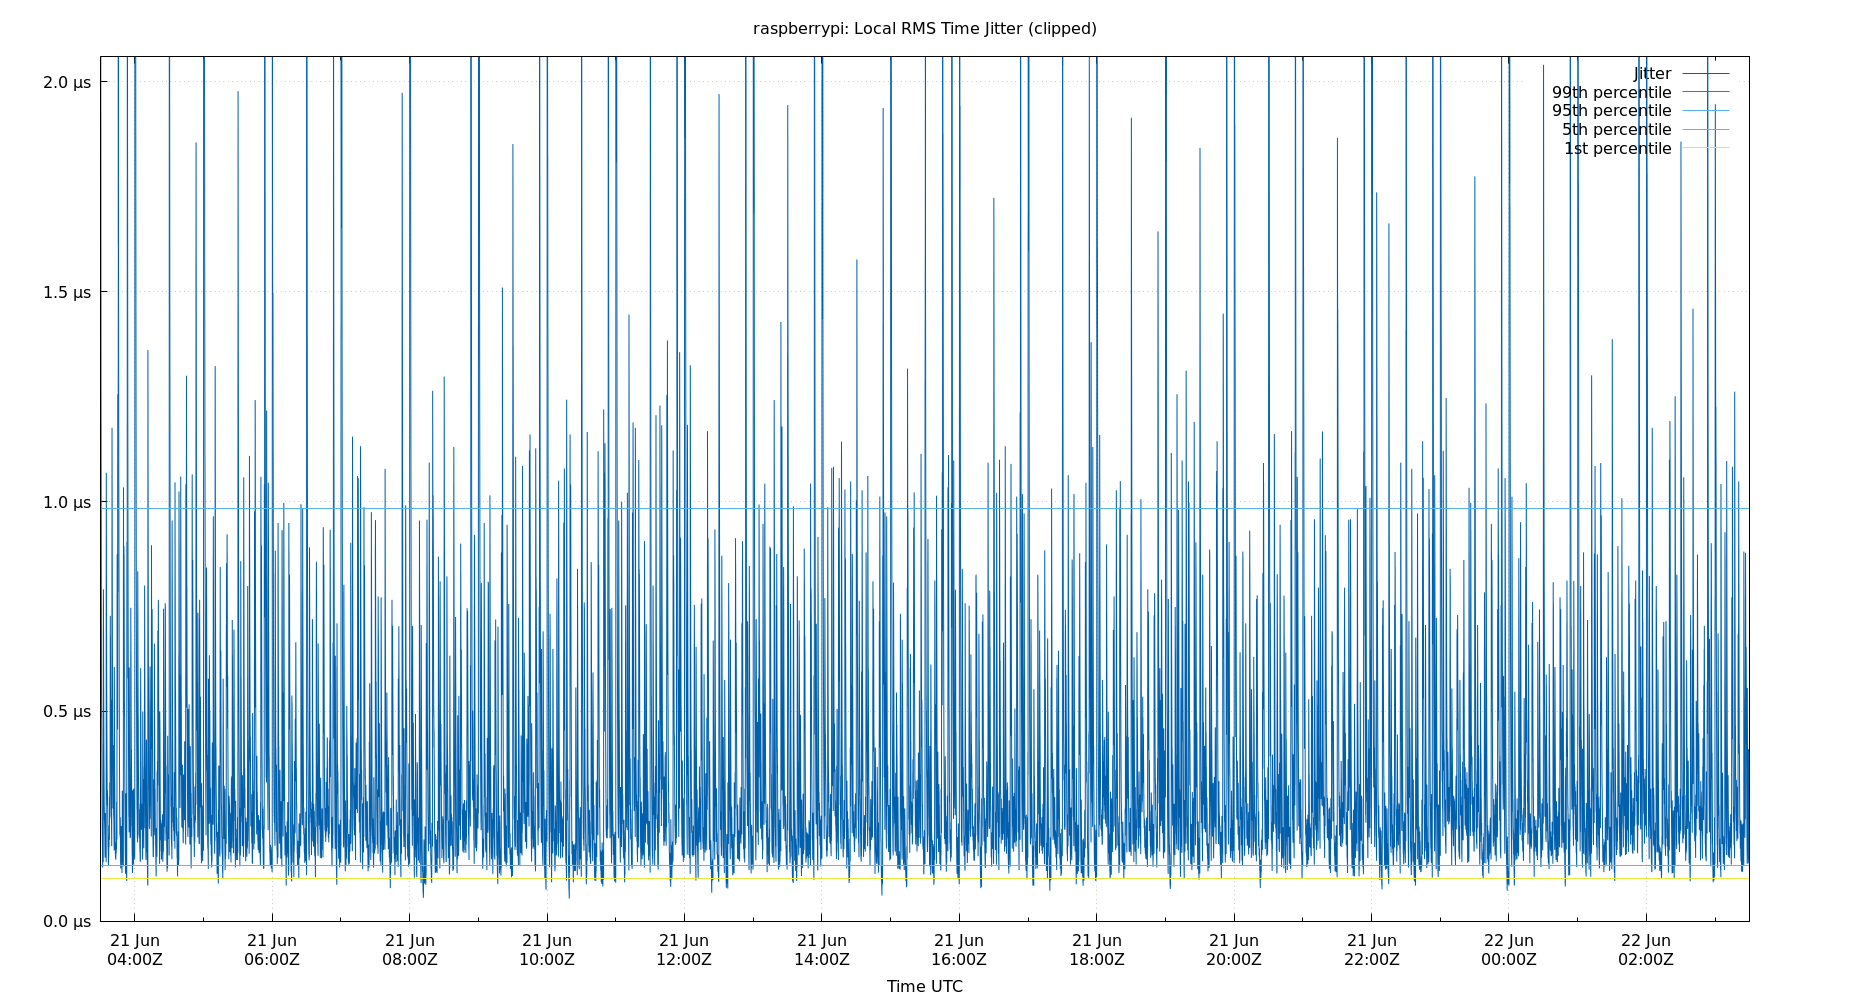 raspberrypi: Local RMS Time Jitter (clipped)
2.0 µs
1.5 µs
1.0 µs
0.5 µs
0.0 µs
Jitter
99th percentile
95th percentile
5th percentile
1st percentile
21 Jun 21 Jun 21 Jun 21 Jun 21 Jun 21 Jun 21 Jun 21 Jun 21 Jun 21 Jun 22 Jun 22 Jun
04:00Z 06:00Z 08:00Z 10:00Z 12:00Z 14:00Z 16:00Z 18:00Z 20:00Z 22:00Z 00:00Z 02:00Z
Time UTC